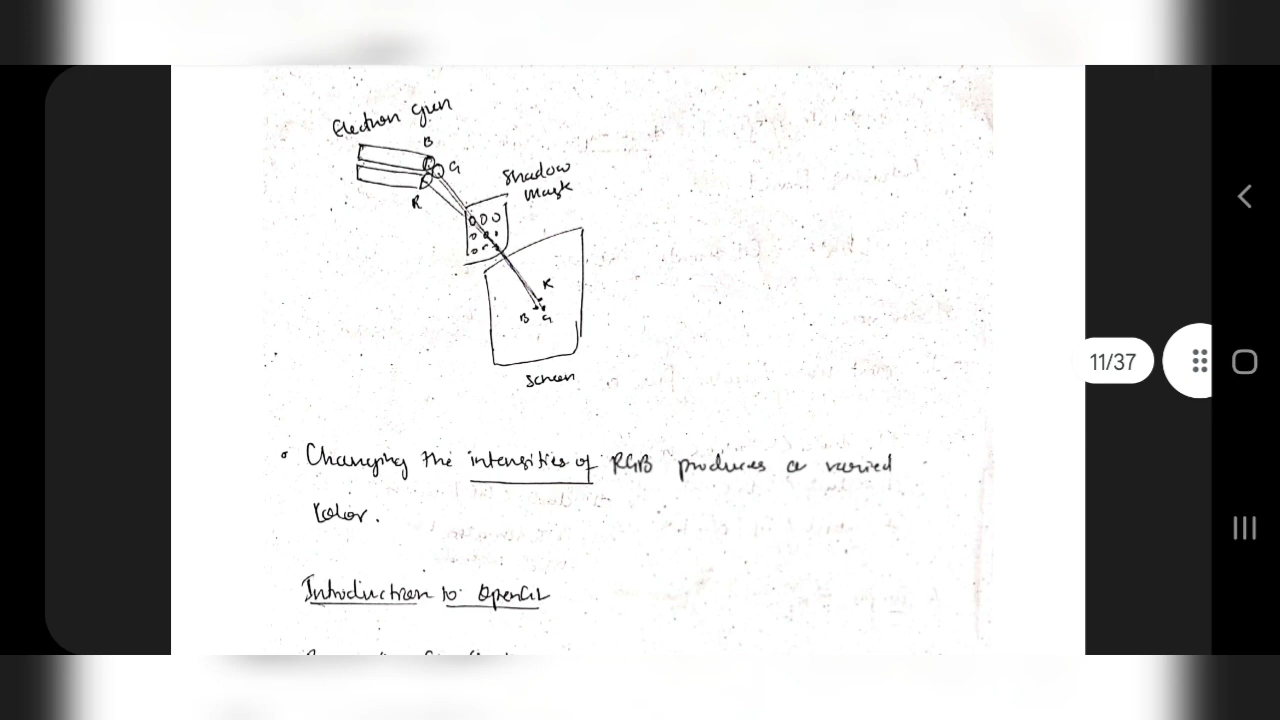 Electron Gun
B
G
Shadow
Mask
R
R
B G
Screen
11/37
• Changing the intensities of RGB produces a varied
color.
Introduction to OpenGL